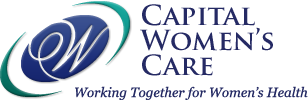 W
CAPITAL
WOMEN'S
CARE
Working Together for Women's Health